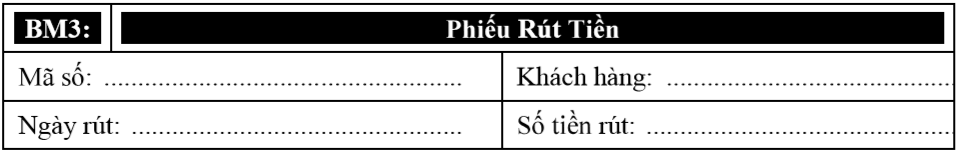 BM3: Phiếu Rút Tiền
Mã số: ............................................... Khách hàng: .......................................
Ngày rút: ........................................... Số tiền rút: .........................................